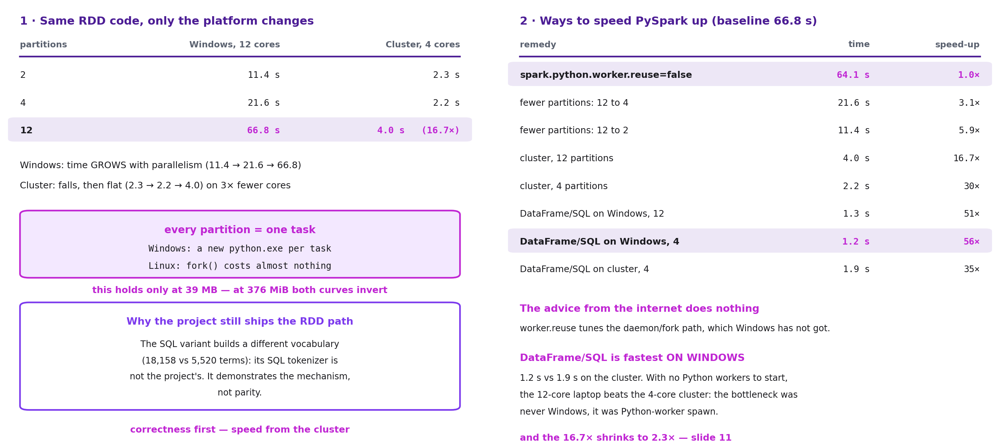 1 · Same RDD code, only the platform changes
partitions Windows, 12 cores Cluster, 4 cores
2 11.4 s 2.3 s
4 21.6 s 2.2 s
12 66.8 s 4.0 s (16.7×)
Windows: time GROWS with parallelism (11.4 → 21.6 → 66.8)
Cluster: falls, then flat (2.3 → 2.2 → 4.0) on 3× fewer cores
every partition = one task
Windows: a new python.exe per task
Linux: fork() costs almost nothing
this holds only at 39 MB — at 376 MiB both curves invert
Why the project still ships the RDD path
The SQL variant builds a different vocabulary
(18,158 vs 5,520 terms): its SQL tokenizer is
not the project's. It demonstrates the mechanism,
not parity.
correctness first — speed from the cluster
2 · Ways to speed PySpark up (baseline 66.8 s)
remedy time speed-up
spark.python.worker.reuse=false 64.1 s 1.0×
fewer partitions: 12 to 4 21.6 s 3.1×
fewer partitions: 12 to 2 11.4 s 5.9×
cluster, 12 partitions 4.0 s 16.7×
cluster, 4 partitions 2.2 s 30×
DataFrame/SQL on Windows, 12 1.3 s 51×
DataFrame/SQL on Windows, 4 1.2 s 56×
DataFrame/SQL on cluster, 4 1.9 s 35×
The advice from the internet does nothing
worker.reuse tunes the daemon/fork path, which Windows has not got.
DataFrame/SQL is fastest ON WINDOWS
1.2 s vs 1.9 s on the cluster. With no Python workers to start,
the 12-core laptop beats the 4-core cluster: the bottleneck was
never Windows, it was Python-worker spawn.
and the 16.7× shrinks to 2.3× — slide 11